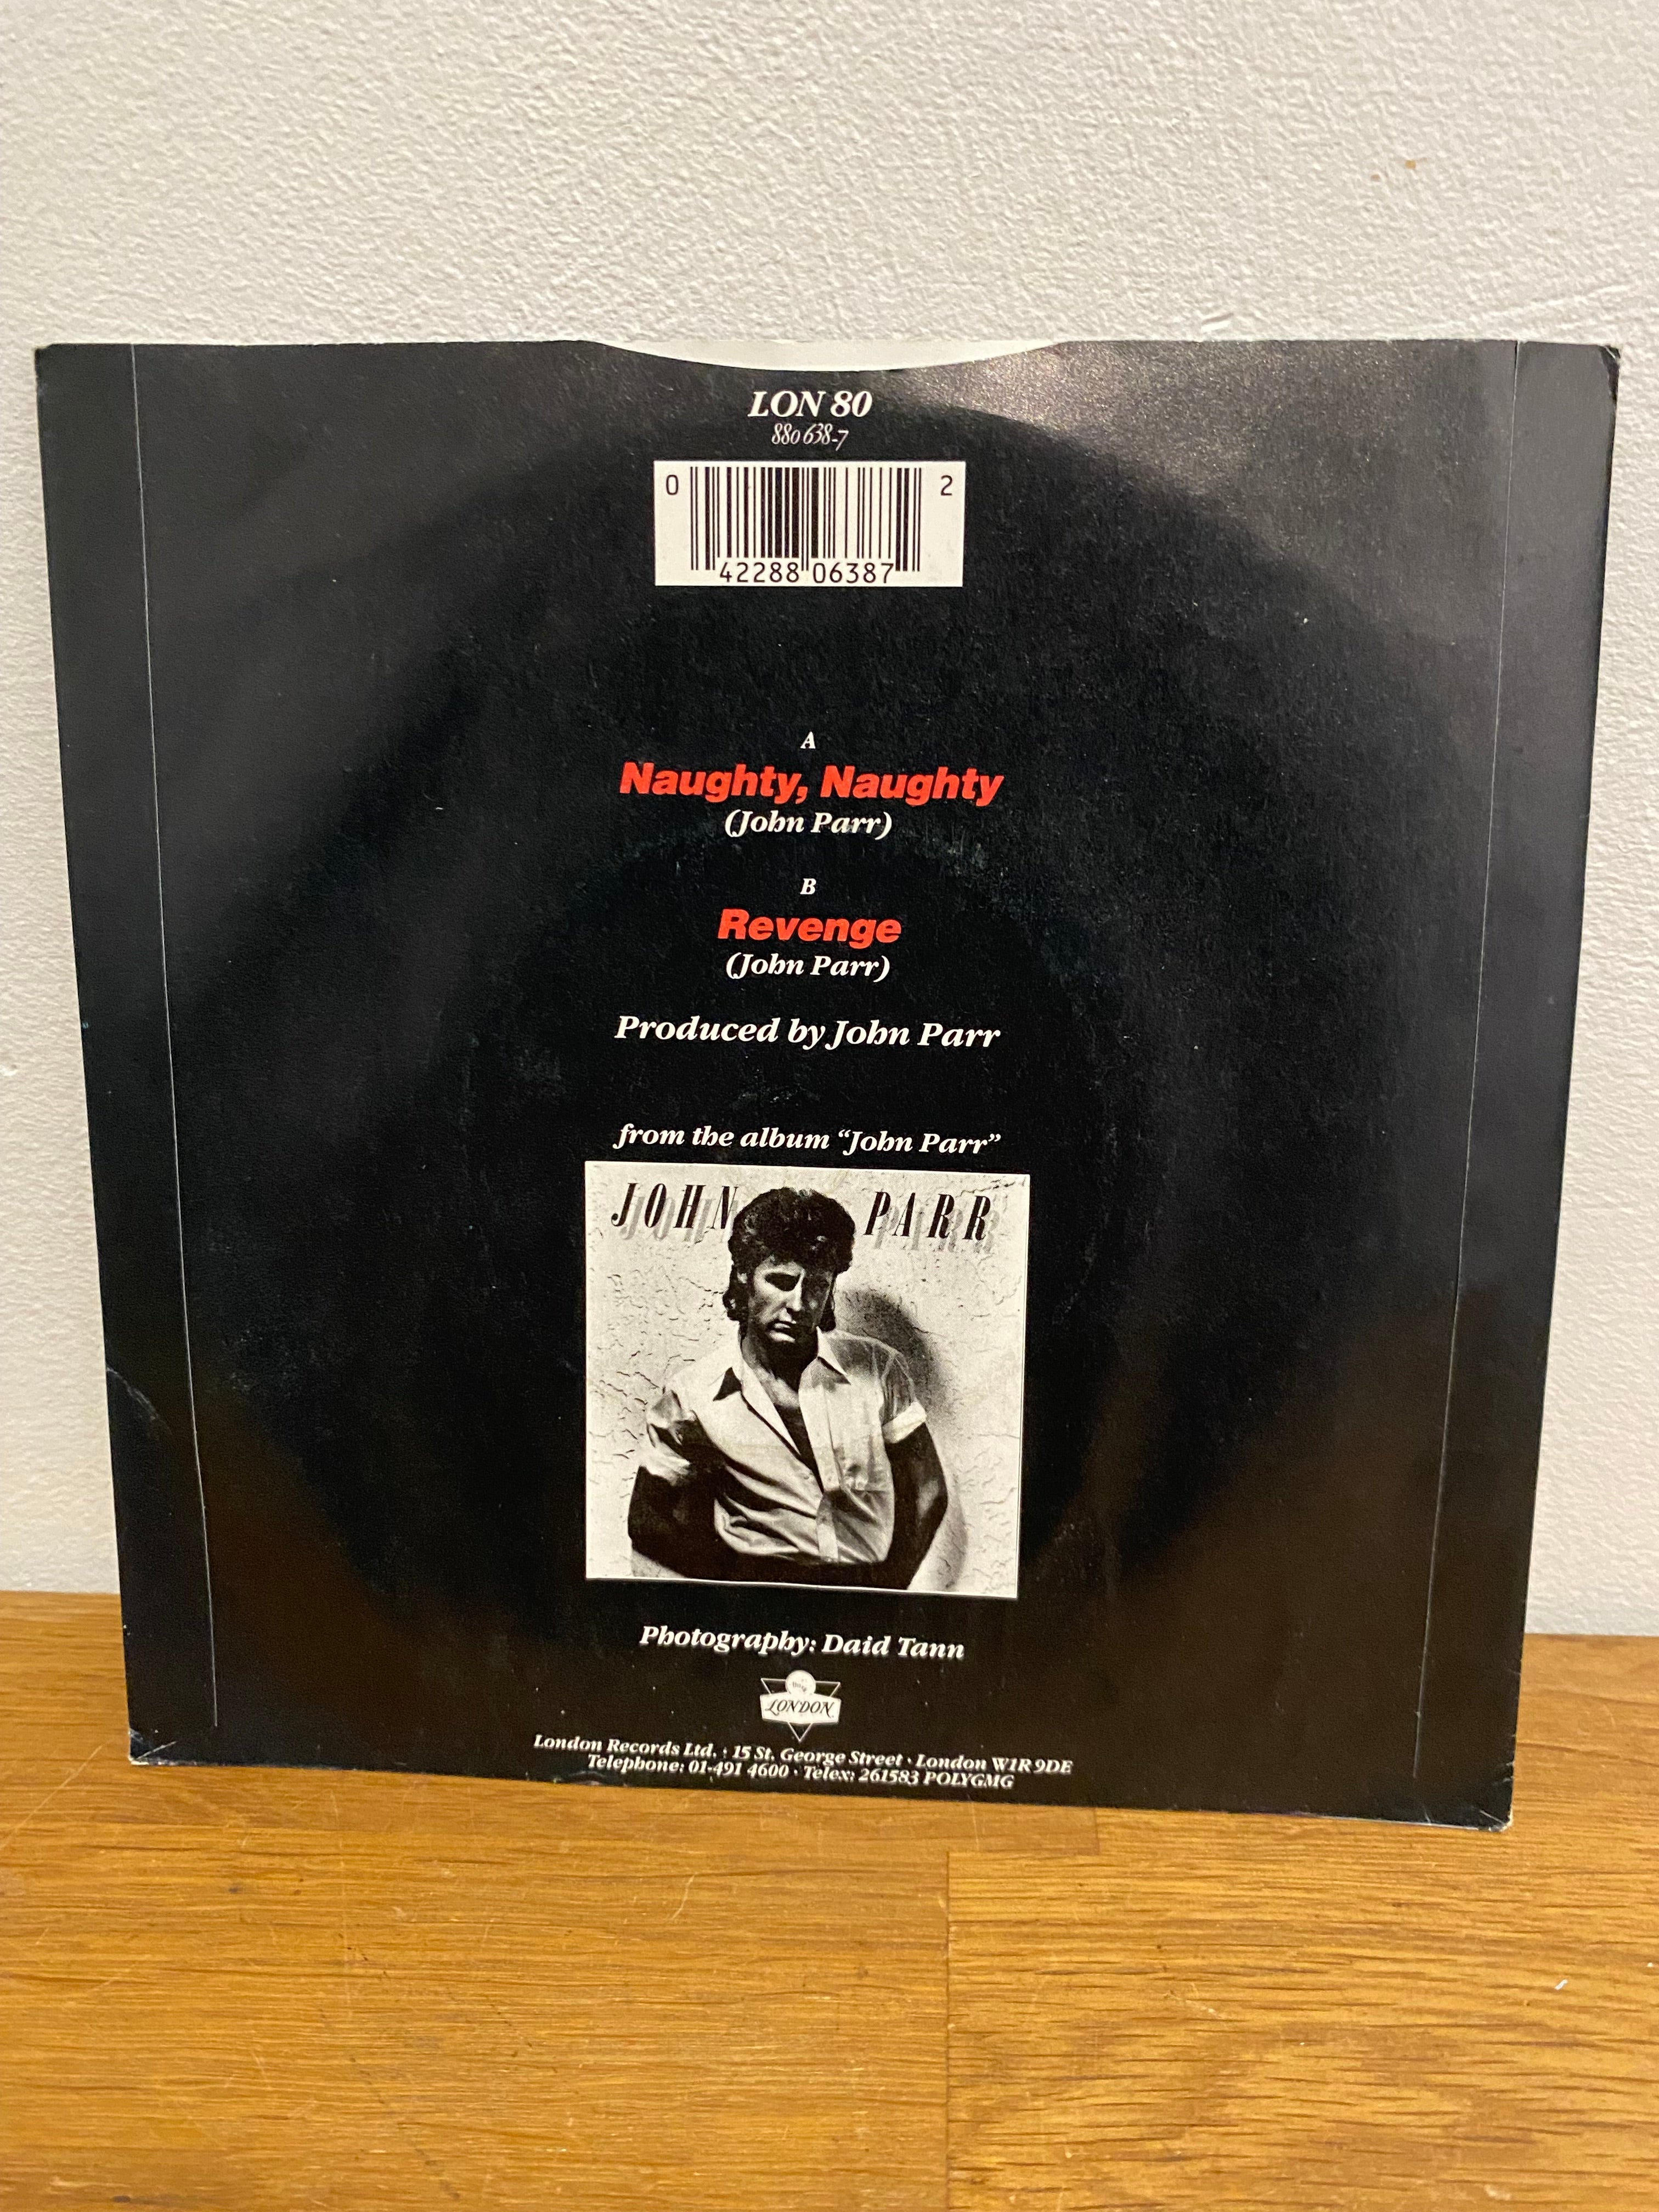 LON 80
880 638-7
0 42288 06387 2
A
Naughty, Naughty
(John Parr)
B
Revenge
(John Parr)
Produced by John Parr
from the album “John Parr”
JOHN PARR
Photography: Daid Tann
LONDON
London Records Ltd. · 15 St. George Street · London W1R 9DE
Telephone: 01-491 4600 · Telex: 261583 POLYGMG